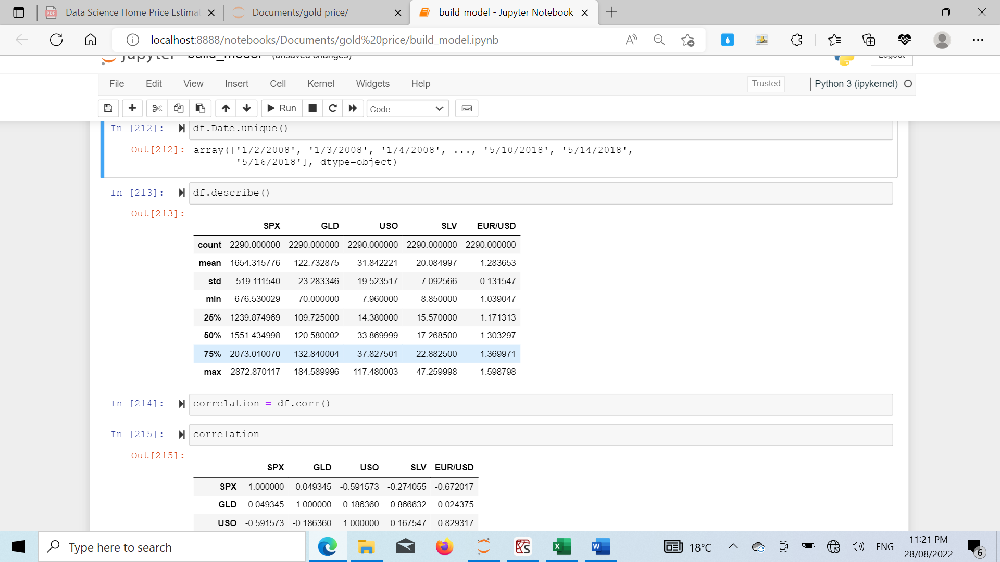 Data Science Home Price Estimat
Documents/gold price/
build_model - Jupyter Notebook
localhost:8888/notebooks/Documents/gold%20price/build_model.ipynb
jupyter build_model (unsaved changes)
Logout
File Edit View Insert Cell Kernel Widgets Help
Trusted
Python 3 (ipykernel)
Run
Code
In [212]: df.Date.unique()
Out[212]: array(['1/2/2008', '1/3/2008', '1/4/2008', ..., '5/10/2018', '5/14/2018',
'5/16/2018'], dtype=object)
In [213]: df.describe()
Out[213]:
SPX GLD USO SLV EUR/USD
count 2290.000000 2290.000000 2290.000000 2290.000000 2290.000000
mean 1654.315776 122.732875 31.842221 20.084997 1.283653
std 519.111540 23.283346 19.523517 7.092566 0.131547
min 676.530029 70.000000 7.960000 8.850000 1.039047
25% 1239.874969 109.725000 14.380000 15.570000 1.171313
50% 1551.434998 120.580002 33.869999 17.268500 1.303297
75% 2073.010070 132.840004 37.827501 22.882500 1.369971
max 2872.870117 184.589996 117.480003 47.259998 1.598798
In [214]: correlation = df.corr()
In [215]: correlation
Out[215]:
SPX GLD USO SLV EUR/USD
SPX 1.000000 0.049345 -0.591573 -0.274055 -0.672017
GLD 0.049345 1.000000 -0.186360 0.866632 -0.024375
USO -0.591573 -0.186360 1.000000 0.167547 0.829317
Type here to search
18°C
ENG
11:21 PM
28/08/2022
6